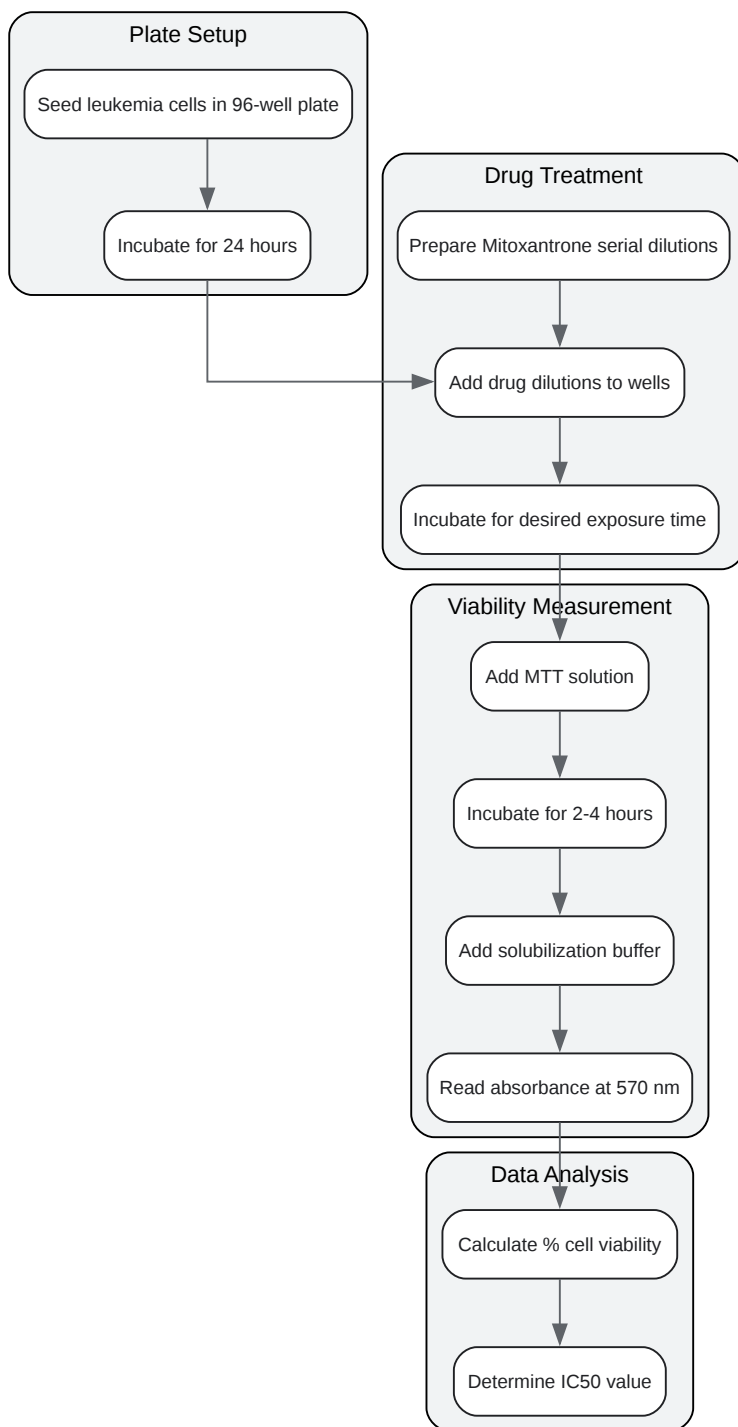 Plate Setup
Seed leukemia cells in 96-well plate
Incubate for 24 hours
Drug Treatment
Prepare Mitoxantrone serial dilutions
Add drug dilutions to wells
Incubate for desired exposure time
Viability Measurement
Add MTT solution
Incubate for 2-4 hours
Add solubilization buffer
Read absorbance at 570 nm
Data Analysis
Calculate % cell viability
Determine IC50 value